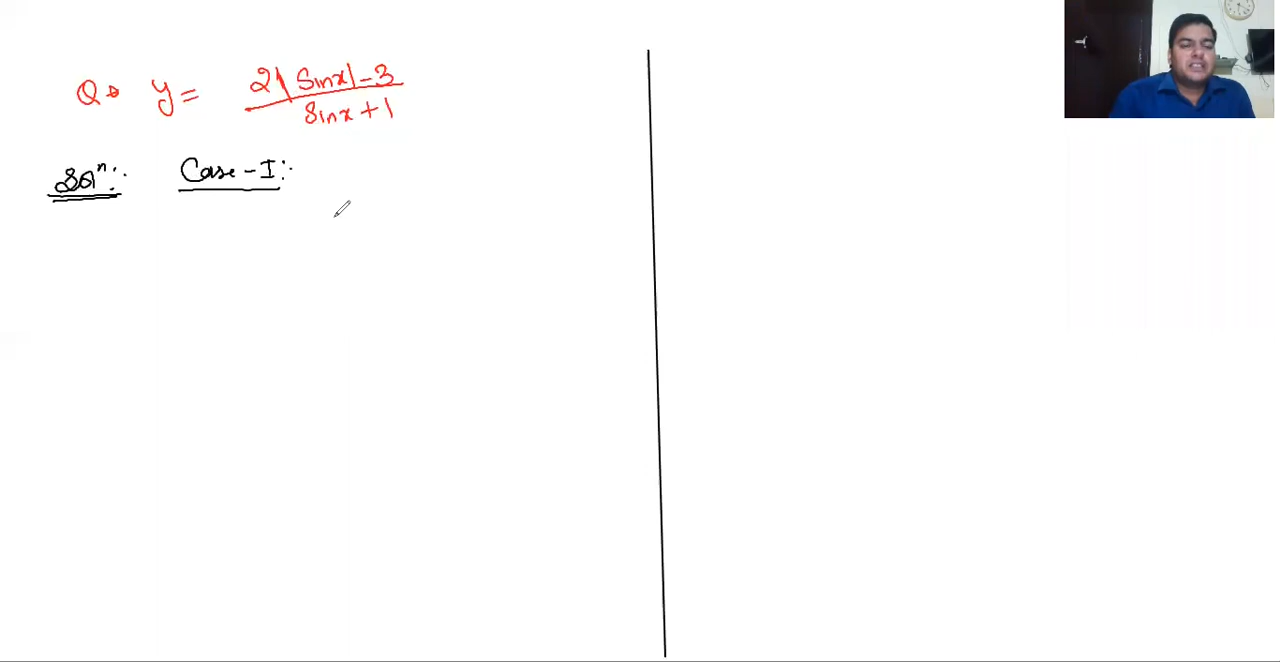 Q. y = 2|Sinx| - 3 / Sinx + 1
Solⁿ:- Case-I:-